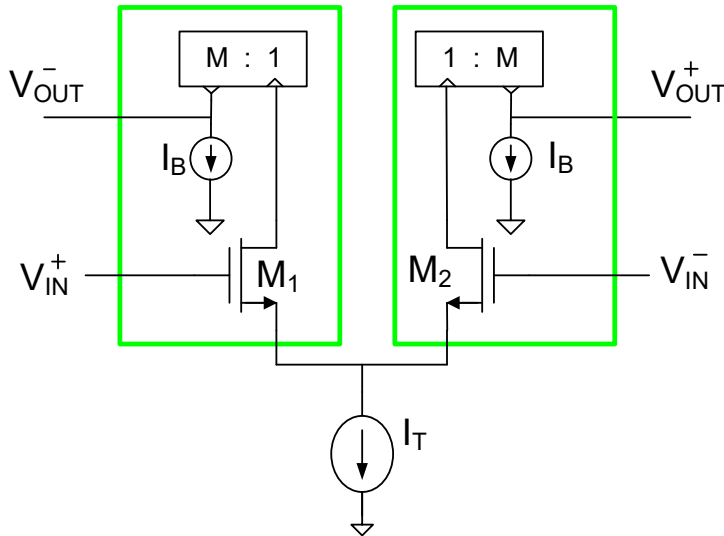 M : 1
1 : M
V_OUT^-
V_OUT^+
I_B
I_B
V_IN^+
M_1
M_2
V_IN^-
I_T